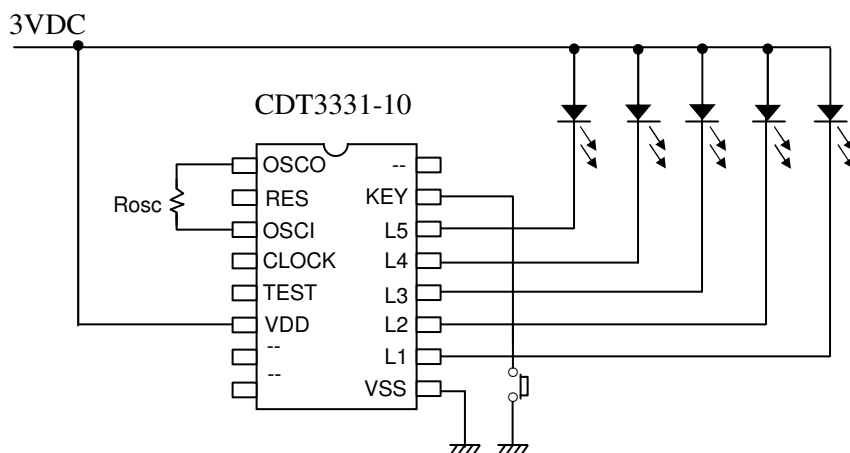 3VDC
CDT3331-10
OSCO
--
RES
KEY
Rosc
OSCI
L5
CLOCK
L4
TEST
L3
VDD
L2
--
L1
--
VSS